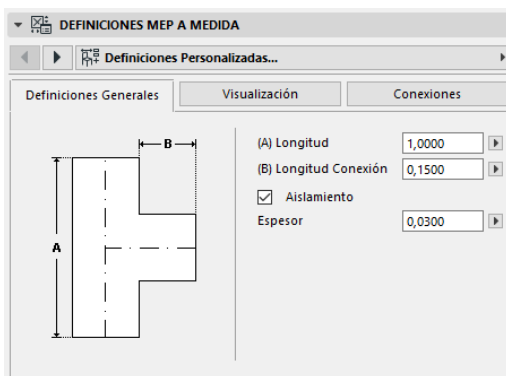 DEFINICIONES MEP A MEDIDA
Definiciones Personalizadas...
Definiciones Generales
Visualización
Conexiones
B
A
(A) Longitud 1,0000
(B) Longitud Conexión 0,1500
Aislamiento
Espesor 0,0300